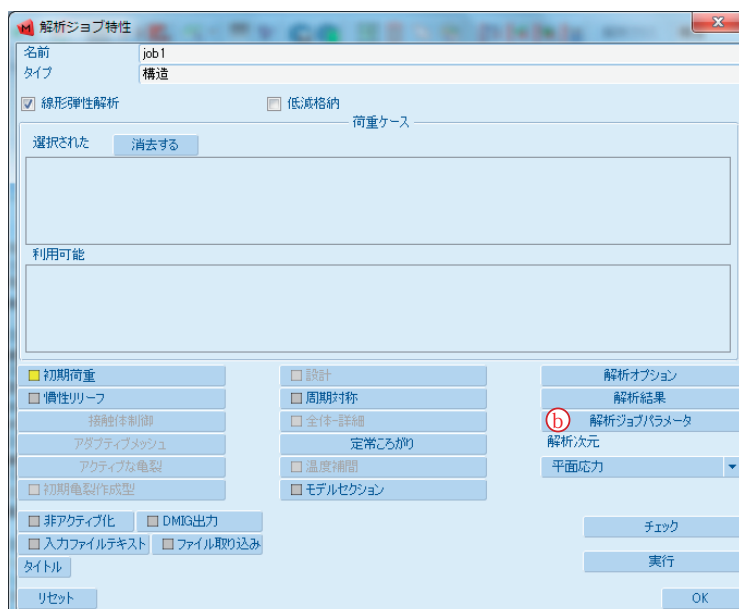 解析ジョブ特性
名前 job1
タイプ 構造
線形弾性解析 低減格納
荷重ケース
選択された 消去する
利用可能
初期荷重 設計 解析オプション
慣性リリーフ 周期対称 解析結果
接触体制御 全体-詳細 ⓑ 解析ジョブパラメータ
アダプティブメッシュ 定常ころがり 解析次元
アクティブな亀裂 温度補間 平面応力
初期亀裂作成型 モデルセクション
非アクティブ化 DMIG出力 チェック
入力ファイルテキスト ファイル取り込み
タイトル 実行
リセット OK